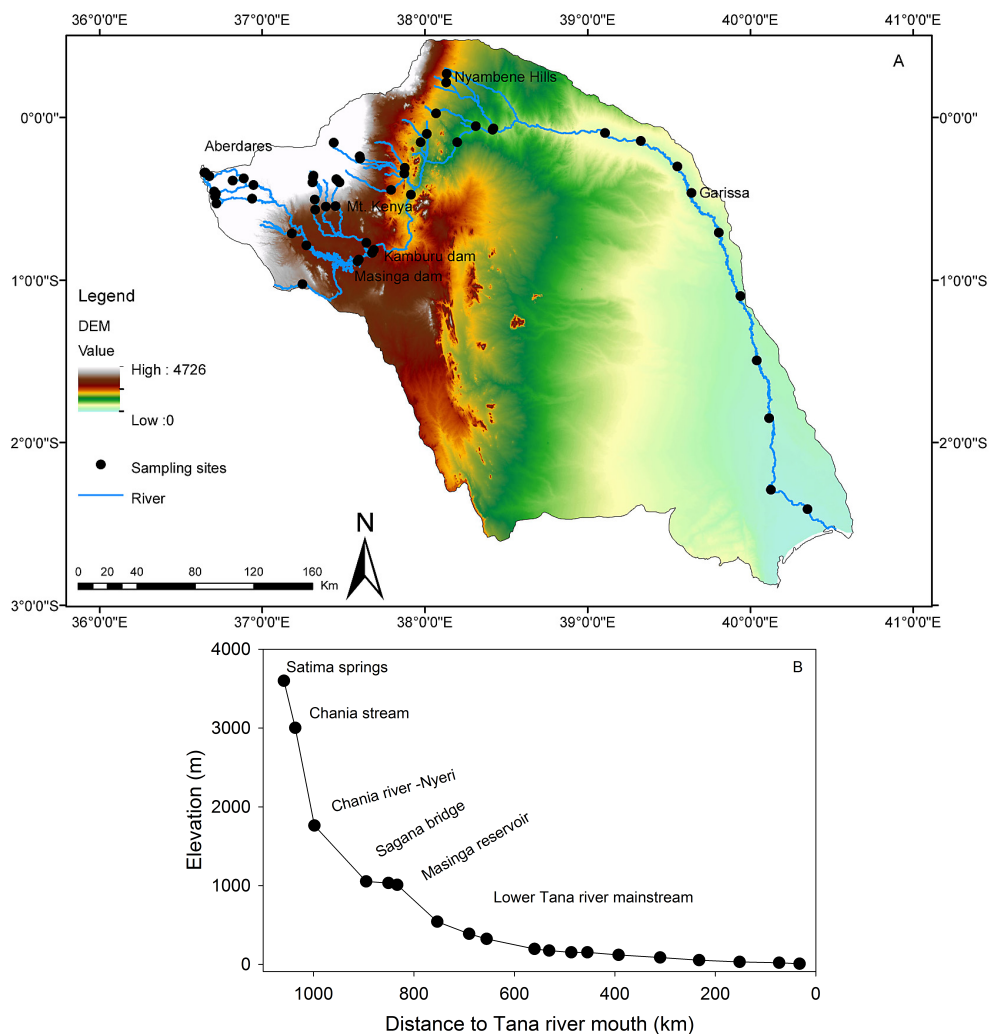 36°0'0"E 37°0'0"E 38°0'0"E 39°0'0"E 40°0'0"E 41°0'0"E
A
Nyambene Hills
0°0'0" 0°0'0"
Aberdares
Garissa
Mt. Kenya
Kamburu dam
Masinga dam
1°0'0"S 1°0'0"S
Legend
DEM
Value
High : 4726
Low :0
2°0'0"S 2°0'0"S
Sampling sites
River
N
0 20 40 80 120 160
Km
3°0'0"S 3°0'0"S
36°0'0"E 37°0'0"E 38°0'0"E 39°0'0"E 40°0'0"E 41°0'0"E
B
4000
Satima springs
Chania stream
3000
Chania river -Nyeri
2000
Sagana bridge
Masinga reservoir
Elevation (m)
1000
Lower Tana river mainstream
0
1000 800 600 400 200 0
Distance to Tana river mouth (km)